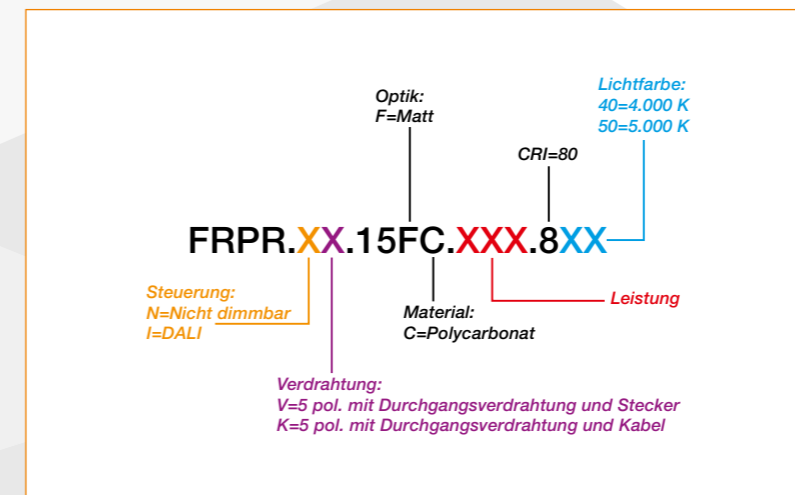 Optik:
F=Matt
Lichtfarbe:
40=4.000 K
50=5.000 K
CRI=80
FRPR.XX.15FC.XXX.8XX
Steuerung:
N=Nicht dimmbar
I=DALI
Material:
C=Polycarbonat
Leistung
Verdrahtung:
V=5 pol. mit Durchgangsverdrahtung und Stecker
K=5 pol. mit Durchgangsverdrahtung und Kabel